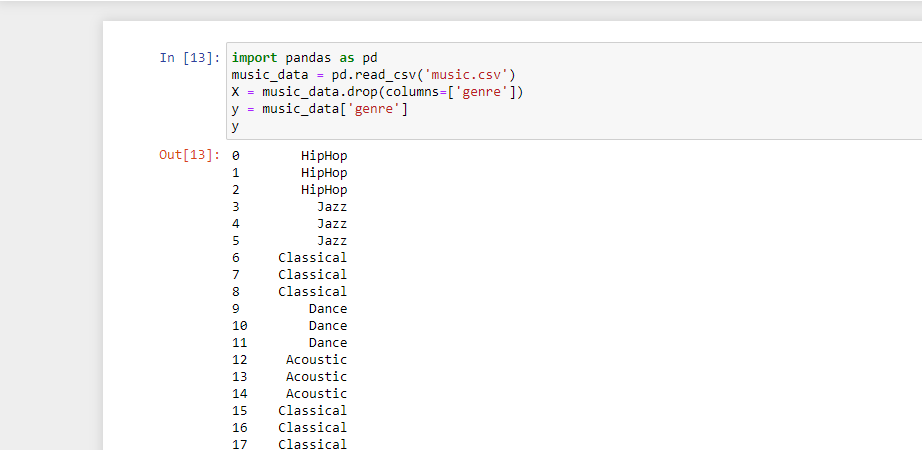 In [13]: import pandas as pd
music_data = pd.read_csv('music.csv')
X = music_data.drop(columns=['genre'])
y = music_data['genre']
y
Out[13]: 0 HipHop
1 HipHop
2 HipHop
3 Jazz
4 Jazz
5 Jazz
6 Classical
7 Classical
8 Classical
9 Dance
10 Dance
11 Dance
12 Acoustic
13 Acoustic
14 Acoustic
15 Classical
16 Classical
17 Classical